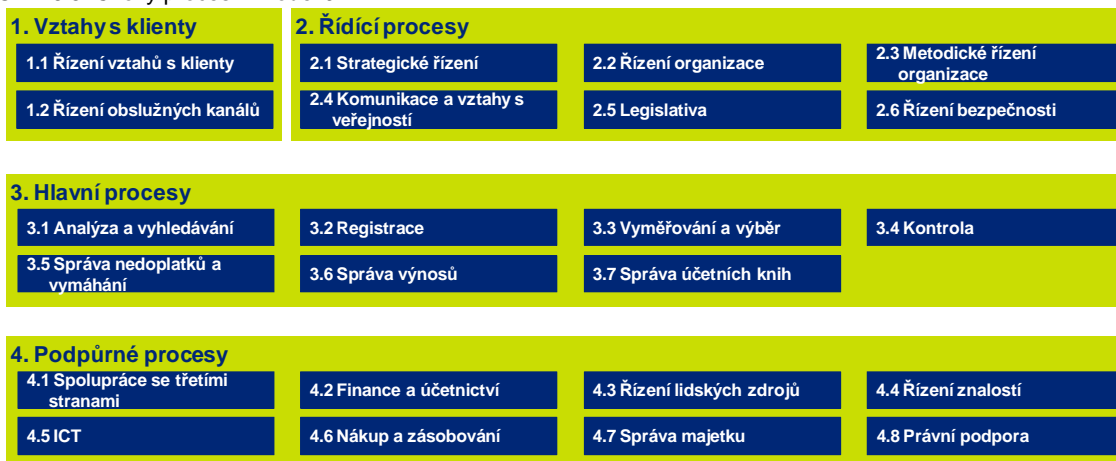 1. Vztahy s klienty
1.1 Řízení vztahů s klienty
1.2 Řízení obslužných kanálů
2. Řídící procesy
2.1 Strategické řízení
2.2 Řízení organizace
2.3 Metodické řízení
organizace
2.4 Komunikace a vztahy s
veřejností
2.5 Legislativa
2.6 Řízení bezpečnosti
3. Hlavní procesy
3.1 Analýza a vyhledávání
3.2 Registrace
3.3 Vyměřování a výběr
3.4 Kontrola
3.5 Správa nedoplatků a
vymáhání
3.6 Správa výnosů
3.7 Správa účetních knih
4. Podpůrné procesy
4.1 Spolupráce se třetími
stranami
4.2 Finance a účetnictví
4.3 Řízení lidských zdrojů
4.4 Řízení znalostí
4.5 ICT
4.6 Nákup a zásobování
4.7 Správa majetku
4.8 Právní podpora